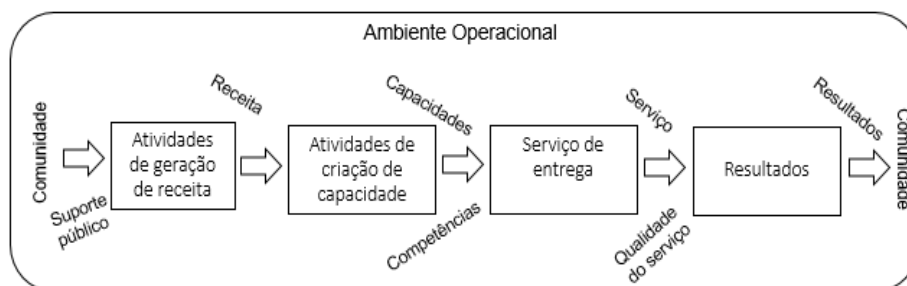 Ambiente Operacional
Comunidade
Suporte
público
Atividades
de geração
de receita
Receita
Atividades de
criação de
capacidade
Capacidades
Competências
Serviço de
entrega
Serviço
Qualidade
do serviço
Resultados
Resultados
Comunidade